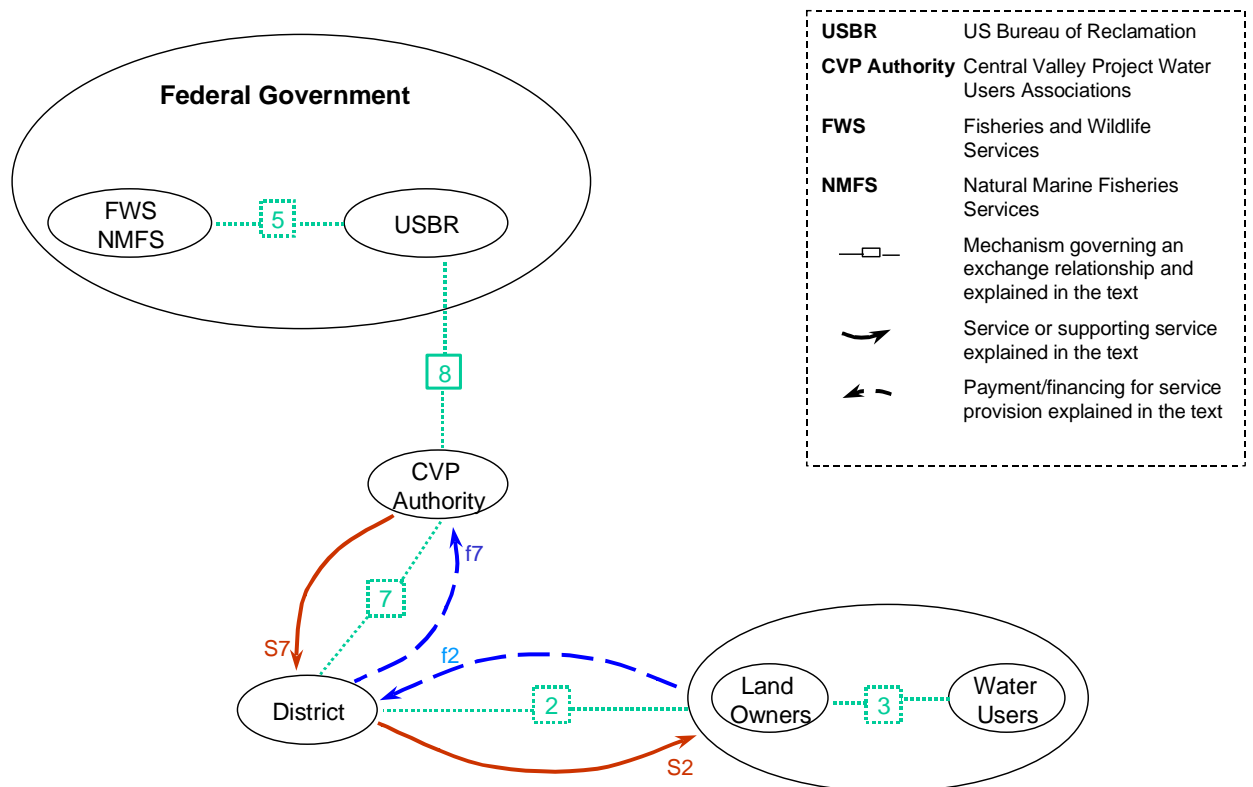 Federal Government
FWS
NMFS
5
USBR
8
CVP
Authority
f7
7
S7
f2
District
2
S2
Land
Owners
3
Water
Users
USBR US Bureau of Reclamation
CVP Authority Central Valley Project Water
Users Associations
FWS Fisheries and Wildlife
Services
NMFS Natural Marine Fisheries
Services
Mechanism governing an
exchange relationship and
explained in the text
Service or supporting service
explained in the text
Payment/financing for service
provision explained in the text